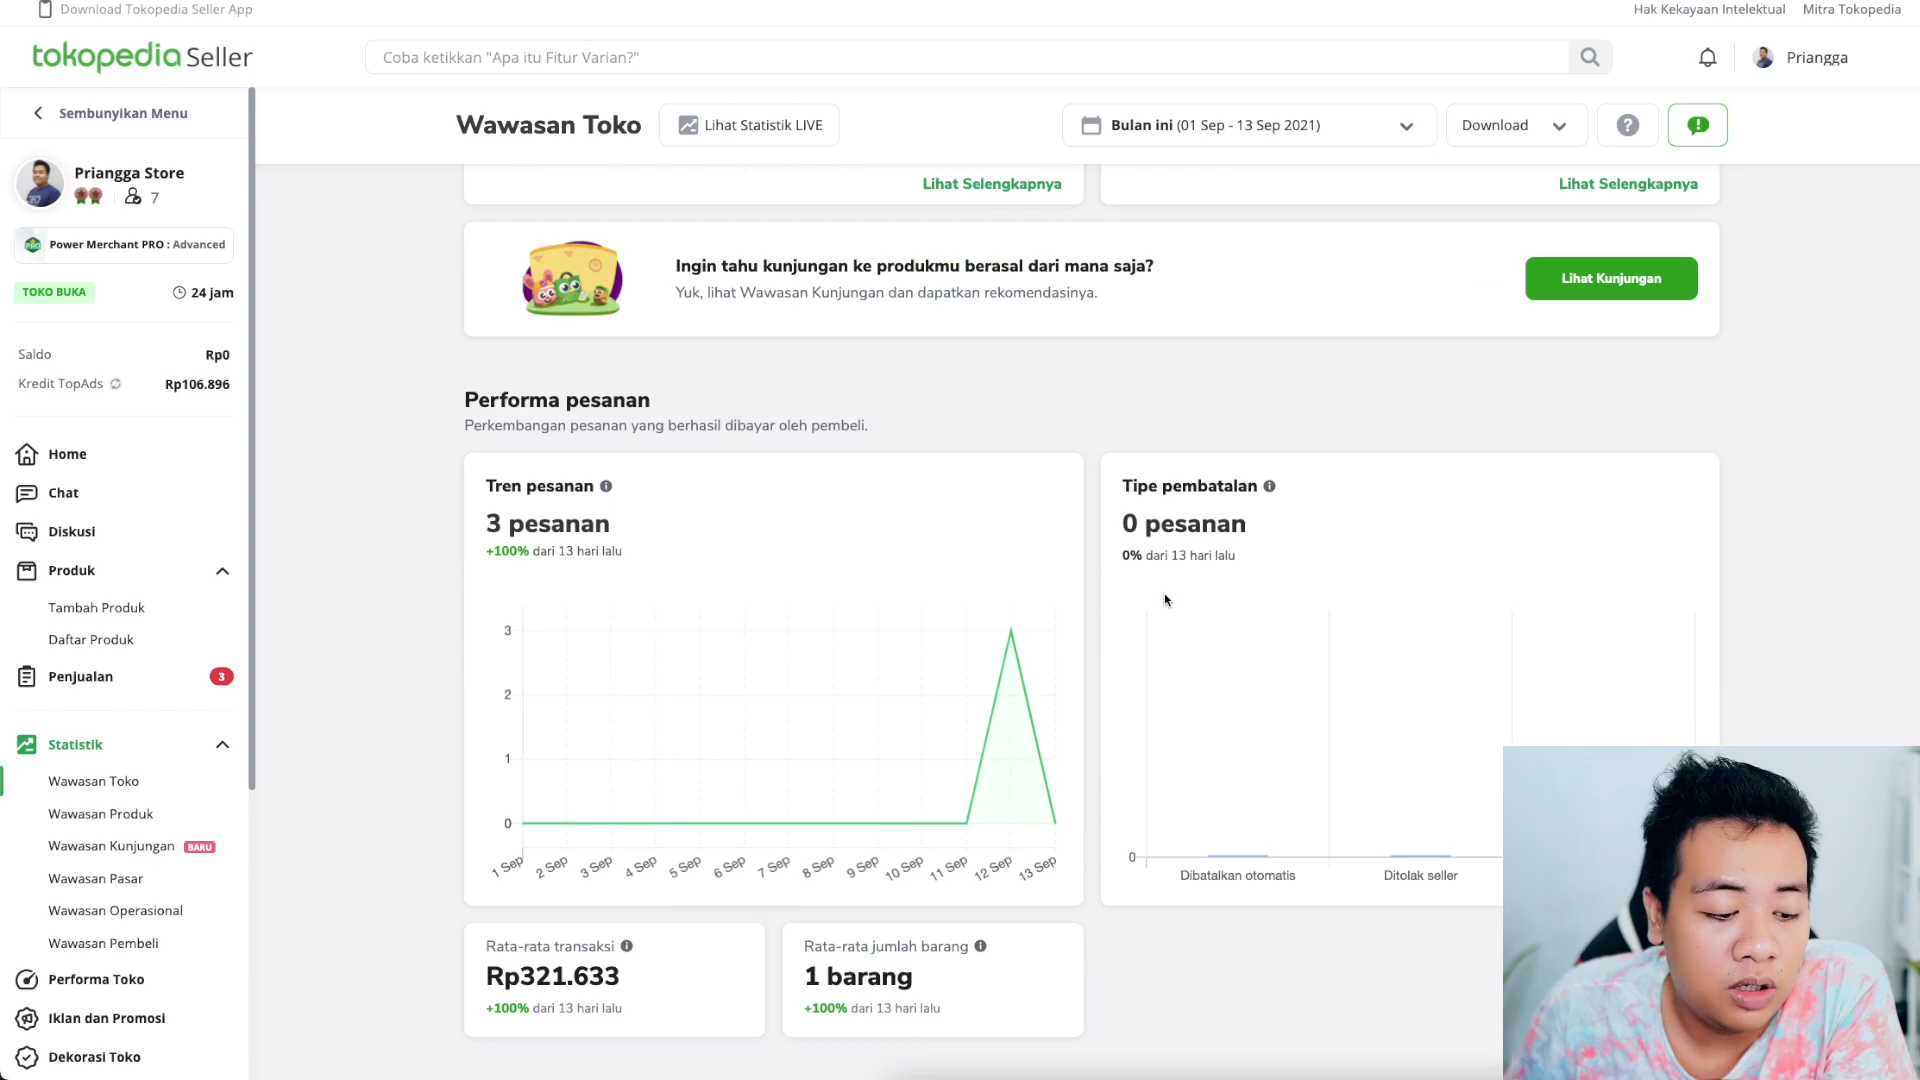 Download Tokopedia Seller App
Hak Kekayaan Intelektual
Mitra Tokopedia
tokopedia Seller
Coba ketikkan "Apa itu Fitur Varian?"
Priangga
Sembunyikan Menu
Wawasan Toko
Lihat Statistik LIVE
Bulan ini (01 Sep - 13 Sep 2021)
Download
Priangga Store
7
Power Merchant PRO : Advanced
TOKO BUKA
24 jam
Saldo
Rp0
Kredit TopAds
Rp106.896
Home
Chat
Diskusi
Produk
Tambah Produk
Daftar Produk
Penjualan
3
Statistik
Wawasan Toko
Wawasan Produk
Wawasan Kunjungan BARU
Wawasan Pasar
Wawasan Operasional
Wawasan Pembeli
Performa Toko
Iklan dan Promosi
Dekorasi Toko
Lihat Selengkapnya
Lihat Selengkapnya
Ingin tahu kunjungan ke produkmu berasal dari mana saja?
Yuk, lihat Wawasan Kunjungan dan dapatkan rekomendasinya.
Lihat Kunjungan
Performa pesanan
Perkembangan pesanan yang berhasil dibayar oleh pembeli.
Tren pesanan
3 pesanan
+100% dari 13 hari lalu
3
2
1
0
1 Sep
2 Sep
3 Sep
4 Sep
5 Sep
6 Sep
7 Sep
8 Sep
9 Sep
10 Sep
11 Sep
12 Sep
13 Sep
Tipe pembatalan
0 pesanan
0% dari 13 hari lalu
0
Dibatalkan otomatis
Ditolak seller
Rata-rata transaksi
Rp321.633
+100% dari 13 hari lalu
Rata-rata jumlah barang
1 barang
+100% dari 13 hari lalu